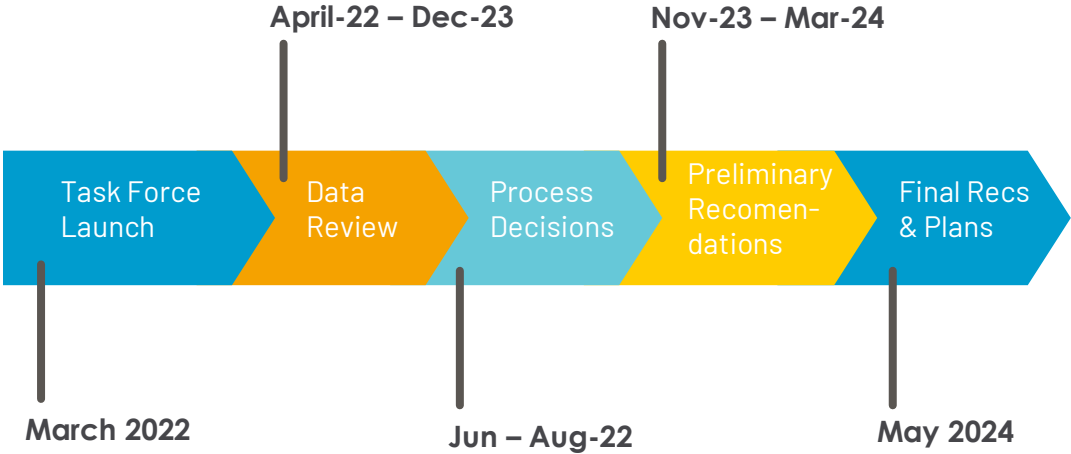 April-22 – Dec-23
Nov-23 – Mar-24
Task Force
Launch
Data
Review
Process
Decisions
Preliminary
Recomen-
dations
Final Recs
& Plans
March 2022
Jun – Aug-22
May 2024